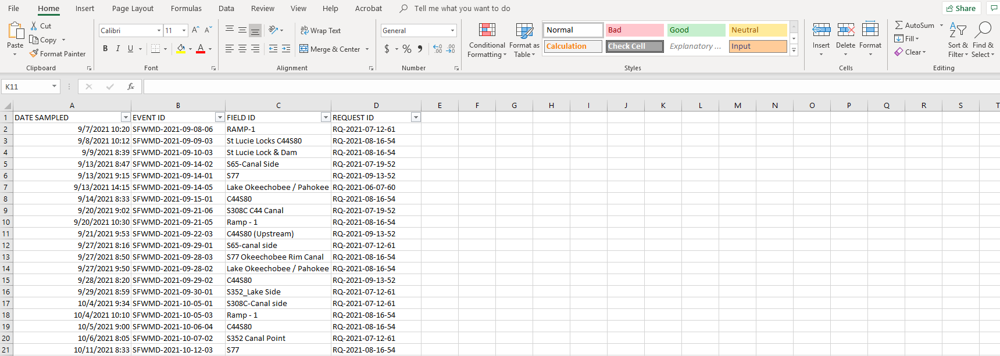 File Home Insert Page Layout Formulas Data Review View Help Acrobat Tell me what you want to do Share
Cut
Copy
Format Painter
Paste
Clipboard
Calibri 11
B I U
Font
Wrap Text
Merge & Center
Alignment
General
$ % ,
Number
Conditional Formatting
Format as Table
Normal Bad Good Neutral
Calculation Check Cell Explanatory ... Input
Styles
Insert Delete Format
Cells
AutoSum
Fill
Clear
Sort & Filter
Find & Select
Editing
K11 fx
A B C D E F G H I J K L M N O P Q R S T
1 DATE SAMPLED EVENT ID FIELD ID REQUEST ID
2 9/7/2021 10:20 SFWMD-2021-09-08-06 RAMP-1 RQ-2021-07-12-61
3 9/8/2021 10:12 SFWMD-2021-09-09-03 St Lucie Locks C44S80 RQ-2021-08-16-54
4 9/9/2021 8:39 SFWMD-2021-09-10-03 St Lucie Lock & Dam RQ-2021-08-16-54
5 9/13/2021 8:47 SFWMD-2021-09-14-02 S65-Canal Side RQ-2021-07-19-52
6 9/13/2021 9:15 SFWMD-2021-09-14-01 S77 RQ-2021-09-13-52
7 9/13/2021 14:15 SFWMD-2021-09-14-05 Lake Okeechobee / Pahokee RQ-2021-06-07-60
8 9/14/2021 8:33 SFWMD-2021-09-15-01 C44S80 RQ-2021-08-16-54
9 9/20/2021 9:02 SFWMD-2021-09-21-06 S308C C44 Canal RQ-2021-07-19-52
10 9/20/2021 10:30 SFWMD-2021-09-21-05 Ramp - 1 RQ-2021-08-16-54
11 9/21/2021 9:53 SFWMD-2021-09-22-03 C44S80 (Upstream) RQ-2021-09-13-52
12 9/27/2021 8:16 SFWMD-2021-09-29-01 S65-canal side RQ-2021-07-12-61
13 9/27/2021 8:50 SFWMD-2021-09-28-03 S77 Okeechobee Rim Canal RQ-2021-08-16-54
14 9/27/2021 9:50 SFWMD-2021-09-28-02 Lake Okeechobee / Pahokee RQ-2021-08-16-54
15 9/28/2021 8:20 SFWMD-2021-09-29-02 C44S80 RQ-2021-09-13-52
16 9/29/2021 8:59 SFWMD-2021-09-30-01 S352_Lake Side RQ-2021-07-12-61
17 10/4/2021 9:34 SFWMD-2021-10-05-01 S308C-Canal side RQ-2021-07-12-61
18 10/4/2021 10:10 SFWMD-2021-10-05-03 Ramp - 1 RQ-2021-08-16-54
19 10/5/2021 9:00 SFWMD-2021-10-06-04 C44S80 RQ-2021-08-16-54
20 10/6/2021 8:05 SFWMD-2021-10-07-02 S352 Canal Point RQ-2021-07-12-61
21 10/11/2021 8:33 SFWMD-2021-10-12-03 S77 RQ-2021-08-16-54